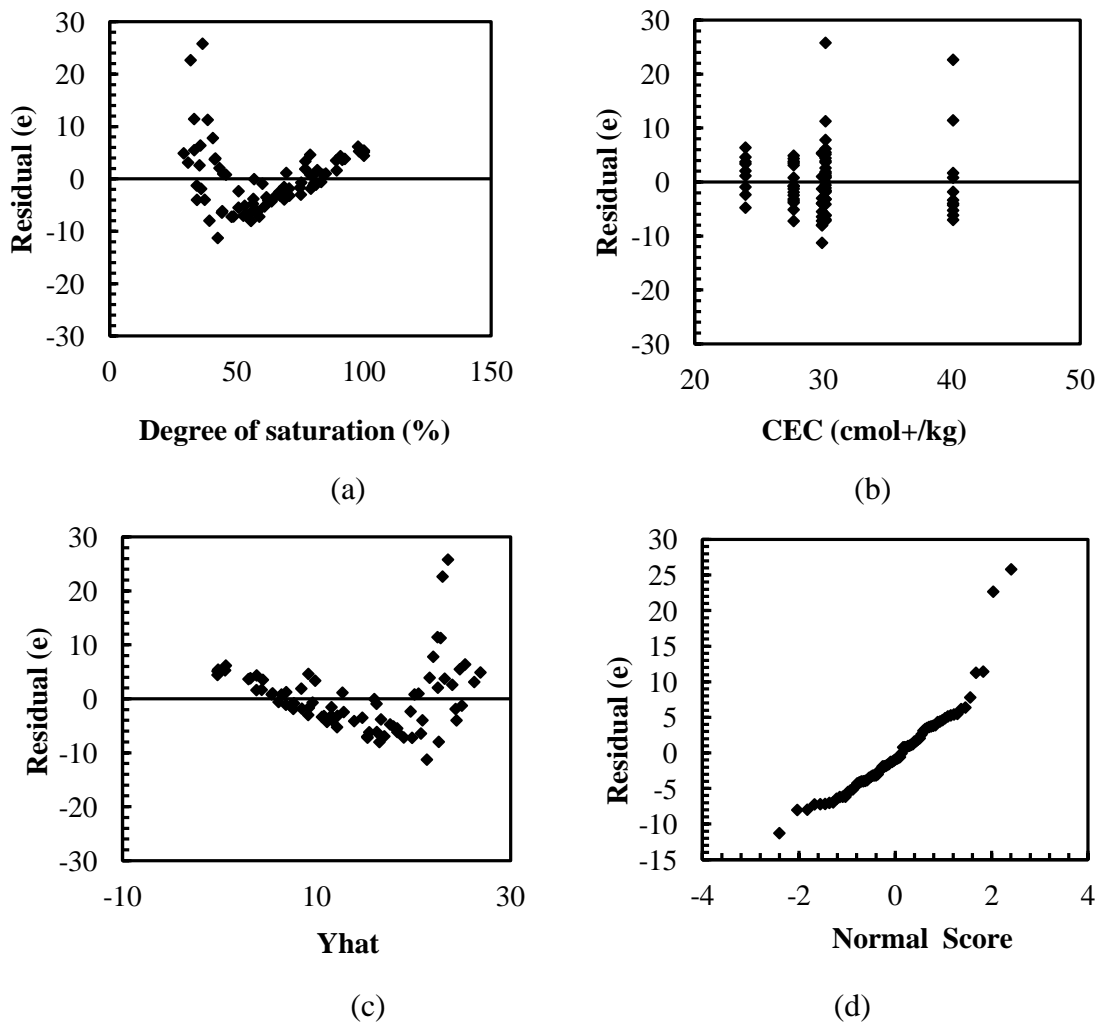 30
20
10
0
-10
-20
-30
Residual (e)
0 50 100 150
Degree of saturation (%)
(a)
30
20
10
0
-10
-20
-30
Residual (e)
20 30 40 50
CEC (cmol+/kg)
(b)
30
20
10
0
-10
-20
-30
Residual (e)
-10 10 30
Yhat
(c)
30
25
20
15
10
5
0
-5
-10
-15
Residual (e)
-4 -2 0 2 4
Normal Score
(d)